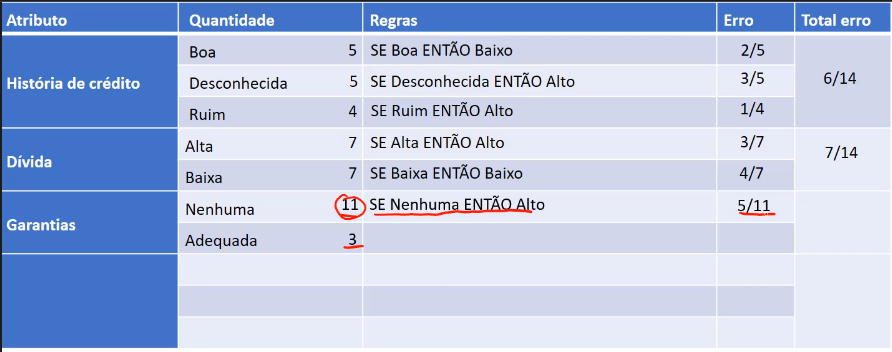 Atributo Quantidade Regras Erro Total erro
História de crédito
Boa 5 SE Boa ENTÃO Baixo 2/5
Desconhecida 5 SE Desconhecida ENTÃO Alto 3/5
Ruim 4 SE Ruim ENTÃO Alto 1/4
6/14
Dívida
Alta 7 SE Alta ENTÃO Alto 3/7
Baixa 7 SE Baixa ENTÃO Baixo 4/7
7/14
Garantias
Nenhuma 11 SE Nenhuma ENTÃO Alto 5/11
Adequada 3